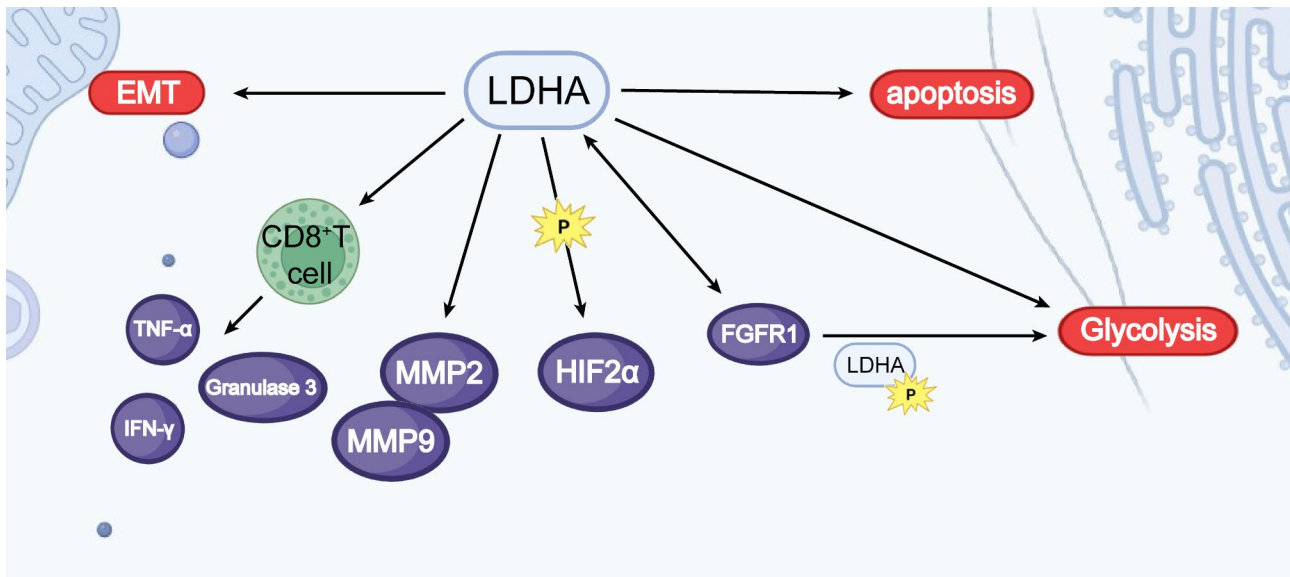 LDHA
EMT
apoptosis
CD8⁺T
cell
P
TNF-α
Granulase 3
IFN-γ
MMP2
MMP9
HIF2α
FGFR1
LDHA
P
Glycolysis